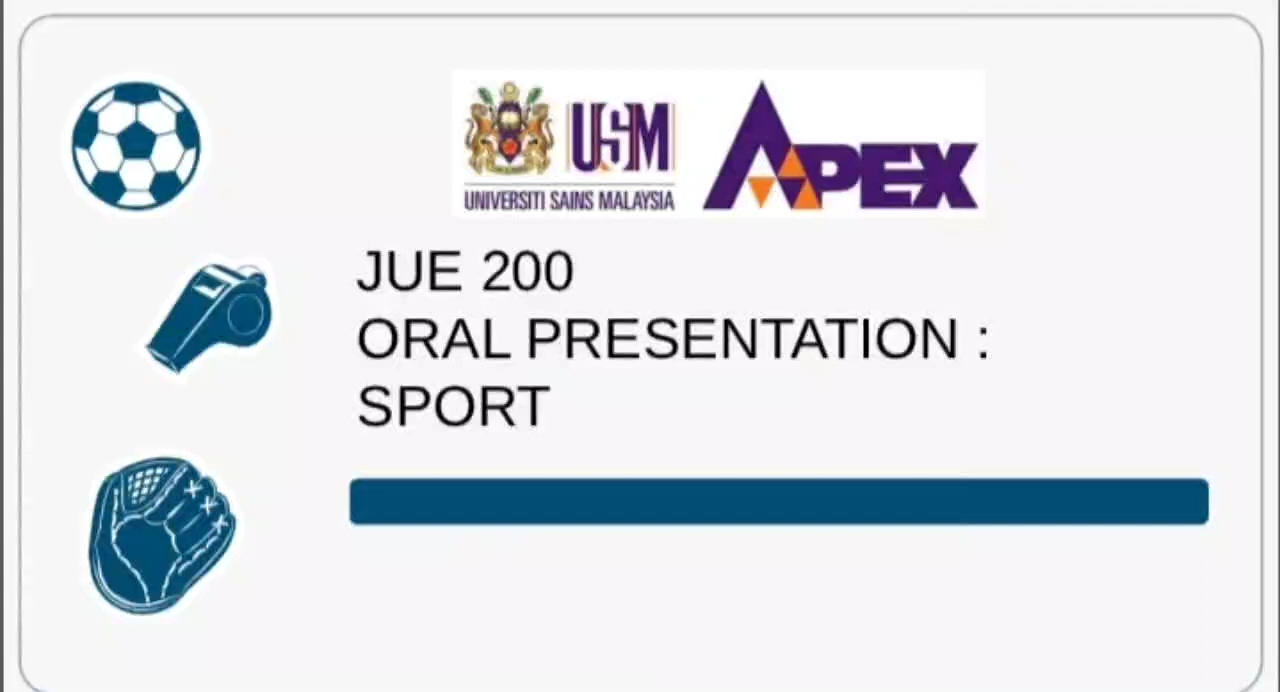 USM
UNIVERSITI SAINS MALAYSIA
APEX
JUE 200
ORAL PRESENTATION :
SPORT